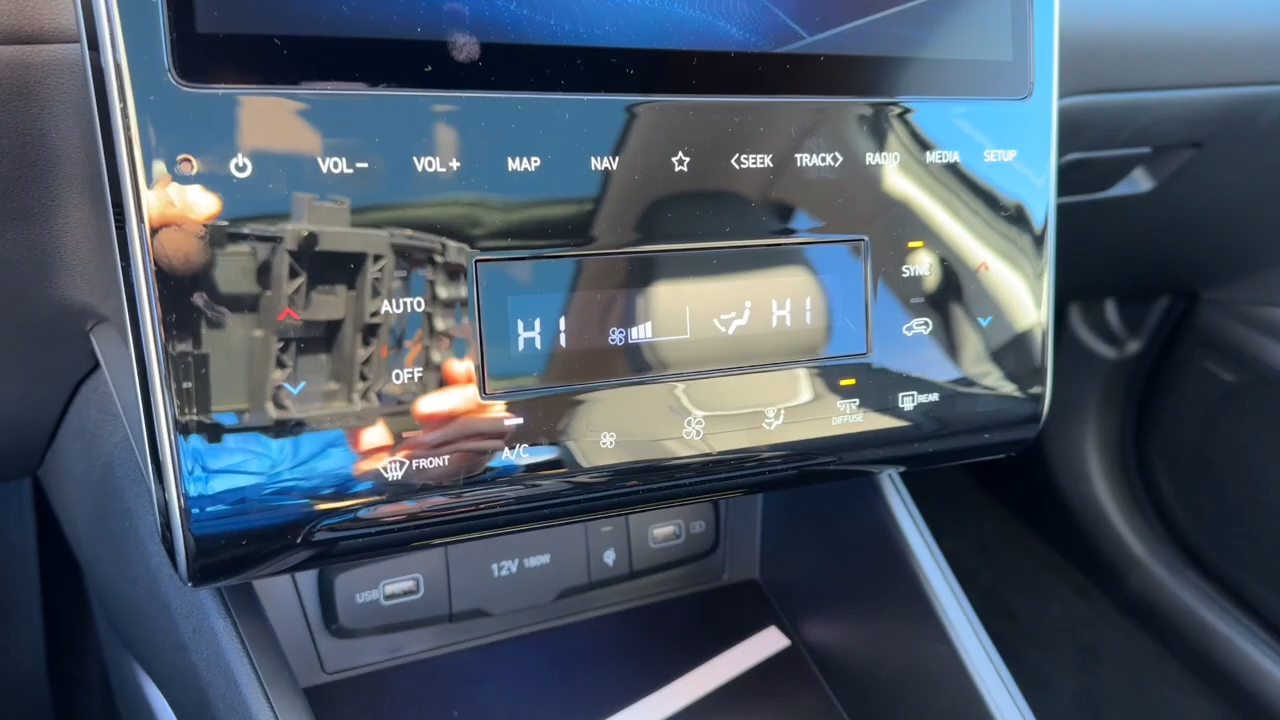 VOL− VOL+ MAP NAV ☆ <SEEK TRACK> RADIO MEDIA SETUP
SYNC
AUTO
HI HI
OFF
DIFFUSE REAR
FRONT A/C
USB 12V 180W